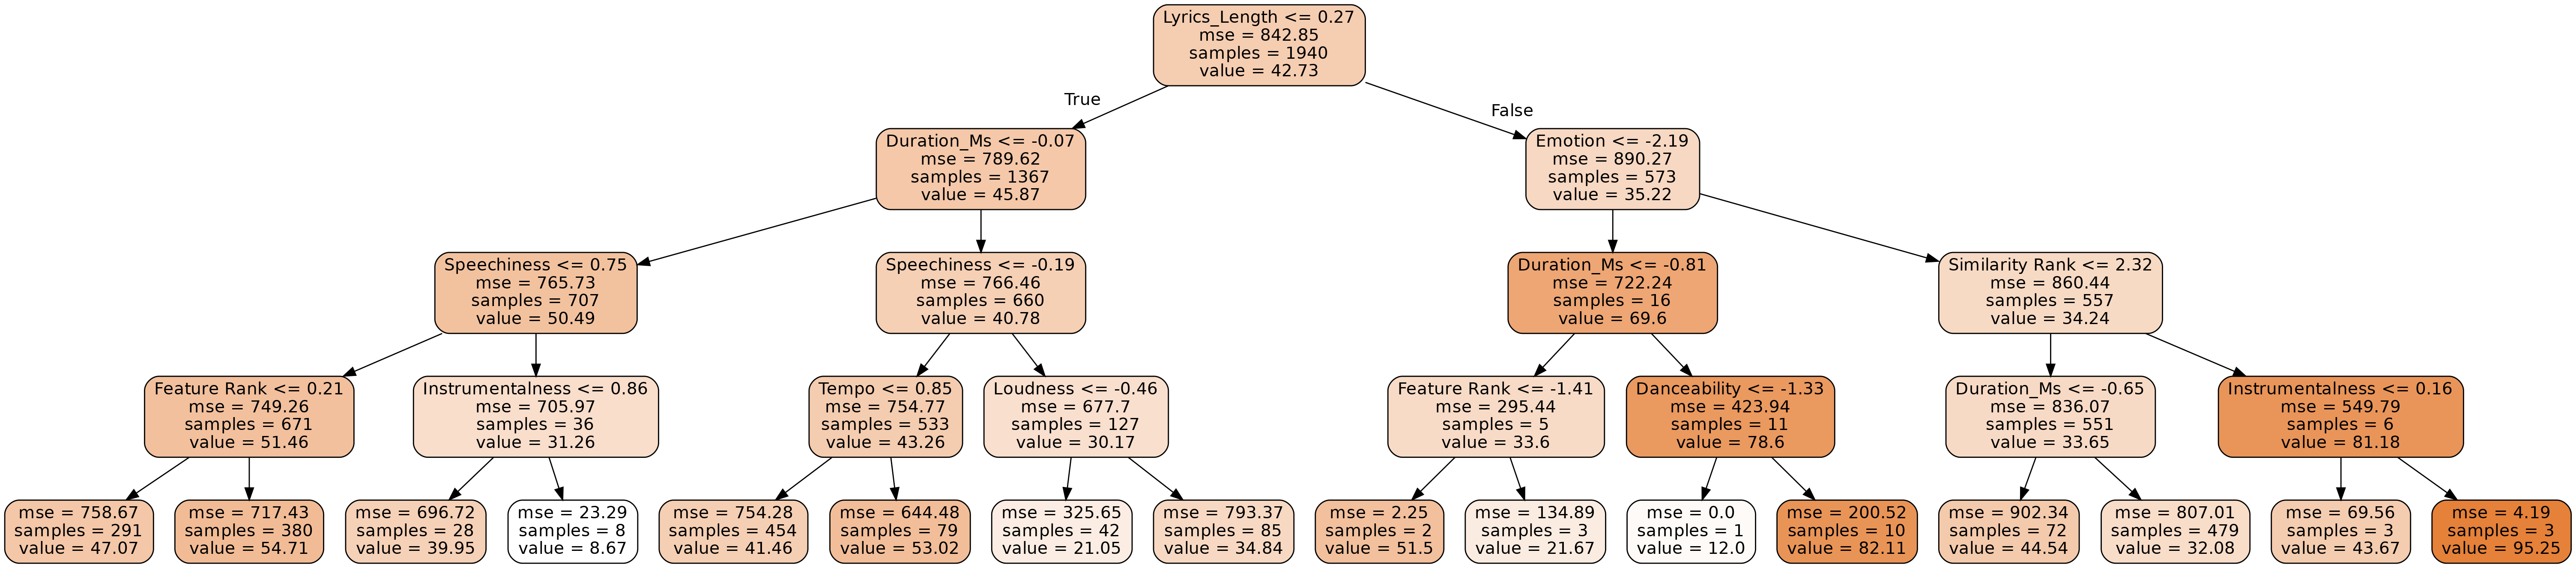 Lyrics_Length <= 0.27
mse = 842.85
samples = 1940
value = 42.73
True
False
Duration_Ms <= -0.07
mse = 789.62
samples = 1367
value = 45.87
Emotion <= -2.19
mse = 890.27
samples = 573
value = 35.22
Speechiness <= 0.75
mse = 765.73
samples = 707
value = 50.49
Speechiness <= -0.19
mse = 766.46
samples = 660
value = 40.78
Duration_Ms <= -0.81
mse = 722.24
samples = 16
value = 69.6
Similarity Rank <= 2.32
mse = 860.44
samples = 557
value = 34.24
Feature Rank <= 0.21
mse = 749.26
samples = 671
value = 51.46
Instrumentalness <= 0.86
mse = 705.97
samples = 36
value = 31.26
Tempo <= 0.85
mse = 754.77
samples = 533
value = 43.26
Loudness <= -0.46
mse = 677.7
samples = 127
value = 30.17
Feature Rank <= -1.41
mse = 295.44
samples = 5
value = 33.6
Danceability <= -1.33
mse = 423.94
samples = 11
value = 78.6
Duration_Ms <= -0.65
mse = 836.07
samples = 551
value = 33.65
Instrumentalness <= 0.16
mse = 549.79
samples = 6
value = 81.18
mse = 758.67
samples = 291
value = 47.07
mse = 717.43
samples = 380
value = 54.71
mse = 696.72
samples = 28
value = 39.95
mse = 23.29
samples = 8
value = 8.67
mse = 754.28
samples = 454
value = 41.46
mse = 644.48
samples = 79
value = 53.02
mse = 325.65
samples = 42
value = 21.05
mse = 793.37
samples = 85
value = 34.84
mse = 2.25
samples = 2
value = 51.5
mse = 134.89
samples = 3
value = 21.67
mse = 0.0
samples = 1
value = 12.0
mse = 200.52
samples = 10
value = 82.11
mse = 902.34
samples = 72
value = 44.54
mse = 807.01
samples = 479
value = 32.08
mse = 69.56
samples = 3
value = 43.67
mse = 4.19
samples = 3
value = 95.25